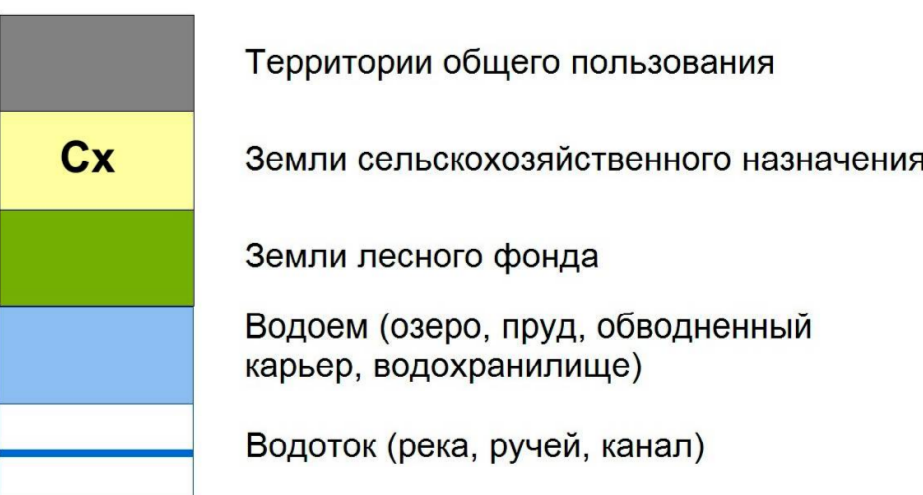 Территории общего пользования
Сх
Земли сельскохозяйственного назначения
Земли лесного фонда
Водоем (озеро, пруд, обводненный
карьер, водохранилище)
Водоток (река, ручей, канал)